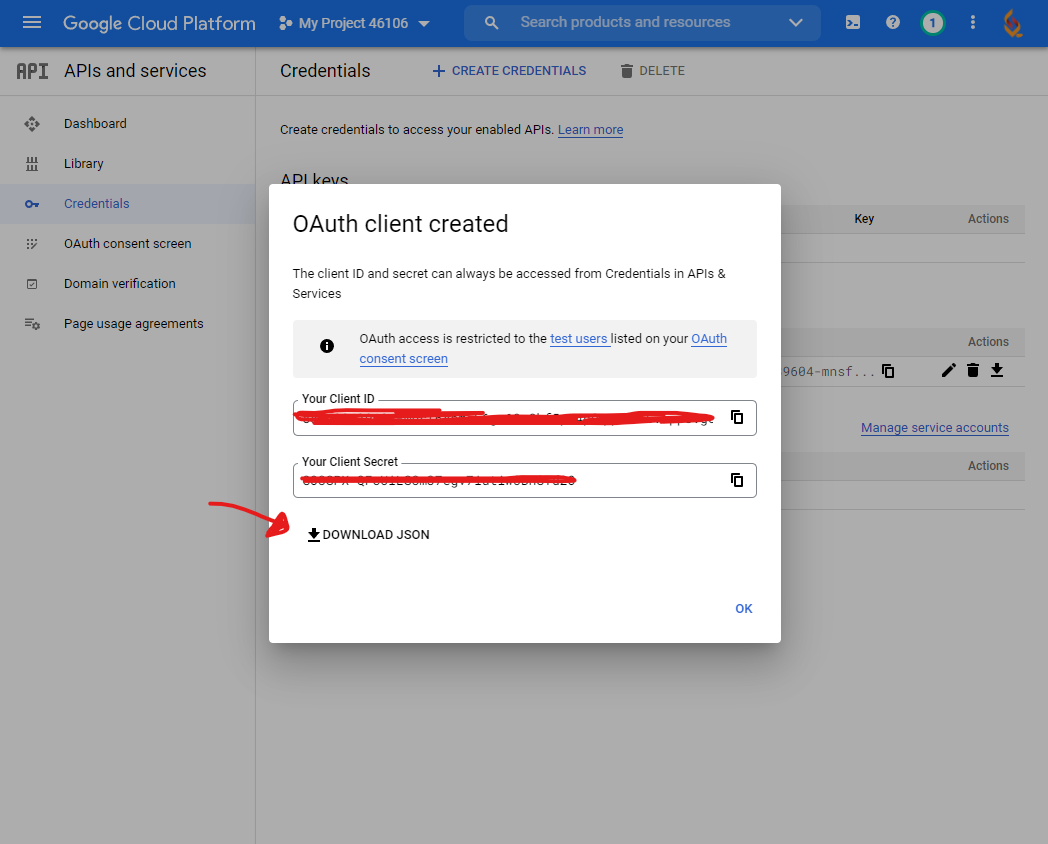 Google Cloud Platform My Project 46106 Search products and resources 1
API APIs and services Credentials CREATE CREDENTIALS DELETE
Dashboard
Create credentials to access your enabled APIs. Learn more
Library
API keys
Credentials
Key Actions
OAuth consent screen
Domain verification
Page usage agreements
OAuth client created
The client ID and secret can always be accessed from Credentials in APIs &
Services
OAuth access is restricted to the test users listed on your OAuth
consent screen
Actions
9604-mnsf...
Your Client ID
Manage service accounts
Your Client Secret
Actions
DOWNLOAD JSON
OK